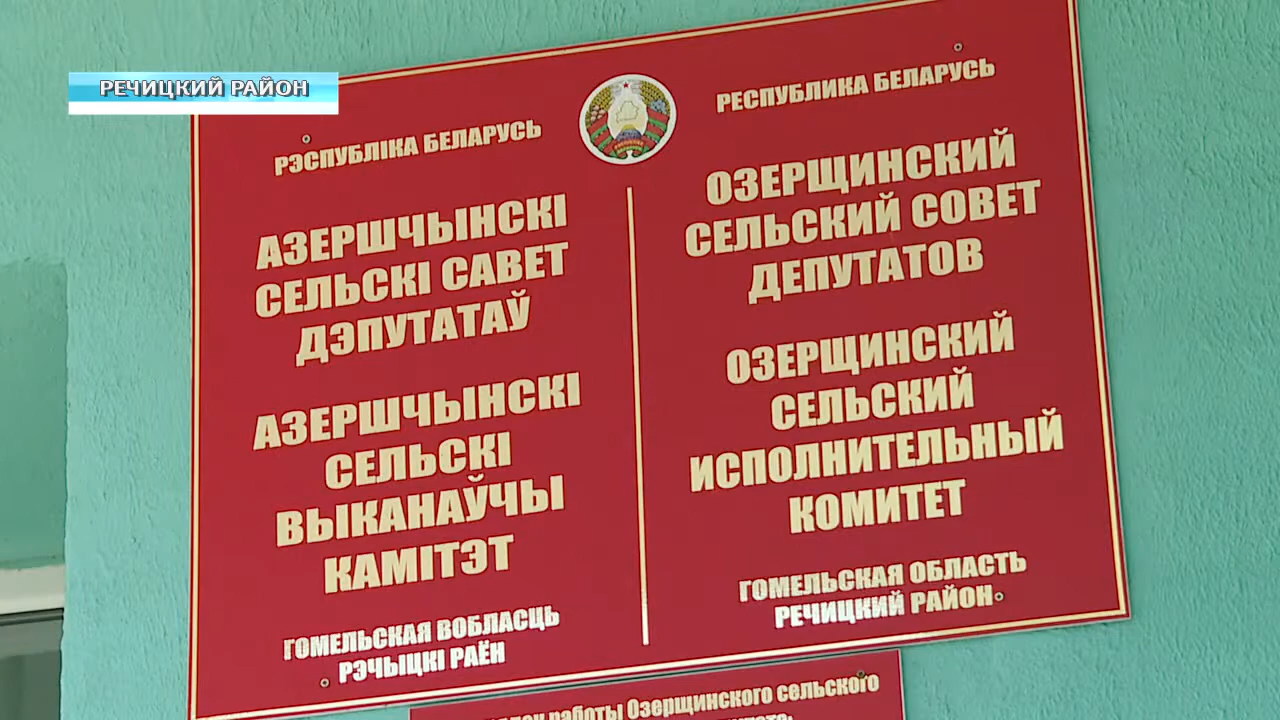 РЕЧИЦКИЙ РАЙОН
РЭСПУБЛІКА БЕЛАРУСЬ
АЗЕРШЧЫНСКІ
СЕЛЬСКІ САВЕТ
ДЭПУТАТАЎ
АЗЕРШЧЫНСКІ
СЕЛЬСКІ
ВЫКАНАЎЧЫ
КАМІТЭТ
ГОМЕЛЬСКАЯ ВОБЛАСЦЬ
РЭЧЫЦКІ РАЁН
РЕСПУБЛИКА БЕЛАРУСЬ
ОЗЕРЩИНСКИЙ
СЕЛЬСКИЙ СОВЕТ
ДЕПУТАТОВ
ОЗЕРЩИНСКИЙ
СЕЛЬСКИЙ
ИСПОЛНИТЕЛЬНЫЙ
КОМИТЕТ
ГОМЕЛЬСКАЯ ОБЛАСТЬ
РЕЧИЦКИЙ РАЙОН
работы Озерщинского сельского